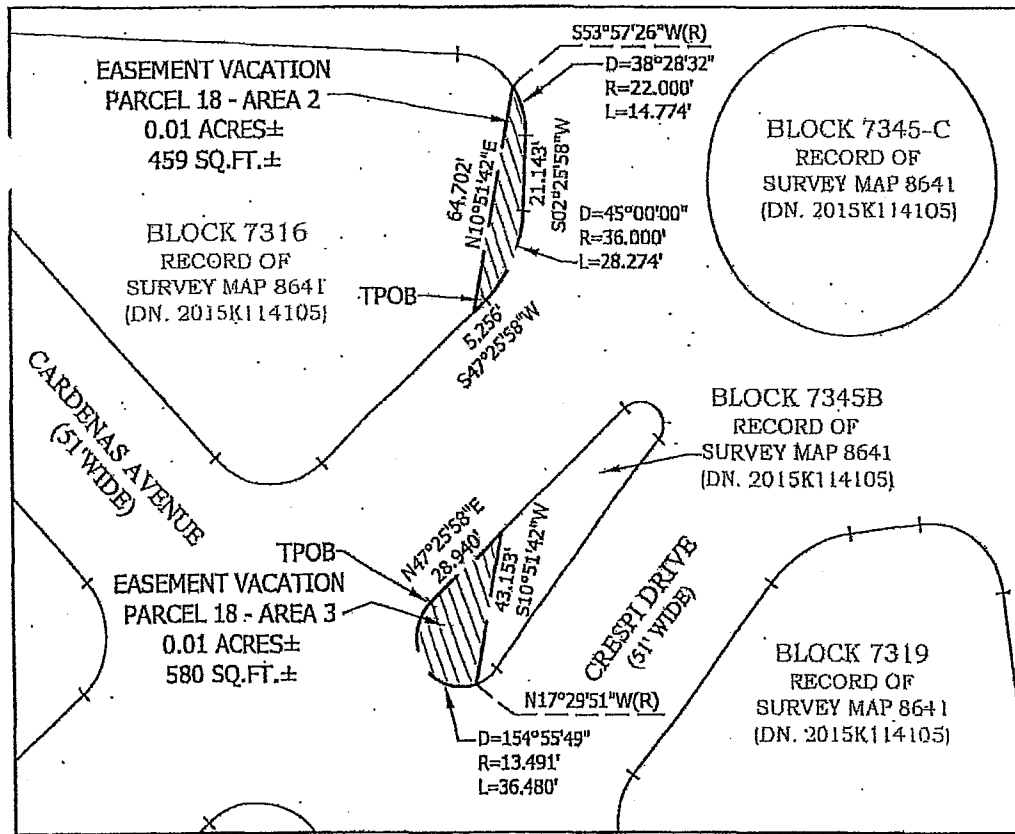 S53°57'26"W(R)
D=38°28'32"
R=22.000'
L=14.774'
EASEMENT VACATION
PARCEL 18 - AREA 2
0.01 ACRES±
459 SQ.FT.±
64.702'
N10°51'42"E
21.143'
S02°25'58"W
D=45°00'00"
R=36.000'
L=28.274'
BLOCK 7345-C
RECORD OF
SURVEY MAP 8641
(DN. 2015K114105)
BLOCK 7316
RECORD OF
SURVEY MAP 8641
(DN. 2015K114105)
TPOB
5.256'
S47°25'58"W
CARDENAS AVENUE
(51'WIDE)
BLOCK 7345B
RECORD OF
SURVEY MAP 8641
(DN. 2015K114105)
TPOB
N47°25'58"E
28.940'
43.153'
S10°51'42"W
EASEMENT VACATION
PARCEL 18 - AREA 3
0.01 ACRES±
580 SQ.FT.±
CRESPI DRIVE
(51' WIDE)
N17°29'51"W(R)
D=154°55'49"
R=13.491'
L=36.480'
BLOCK 7319
RECORD OF
SURVEY MAP 8641
(DN. 2015K114105)